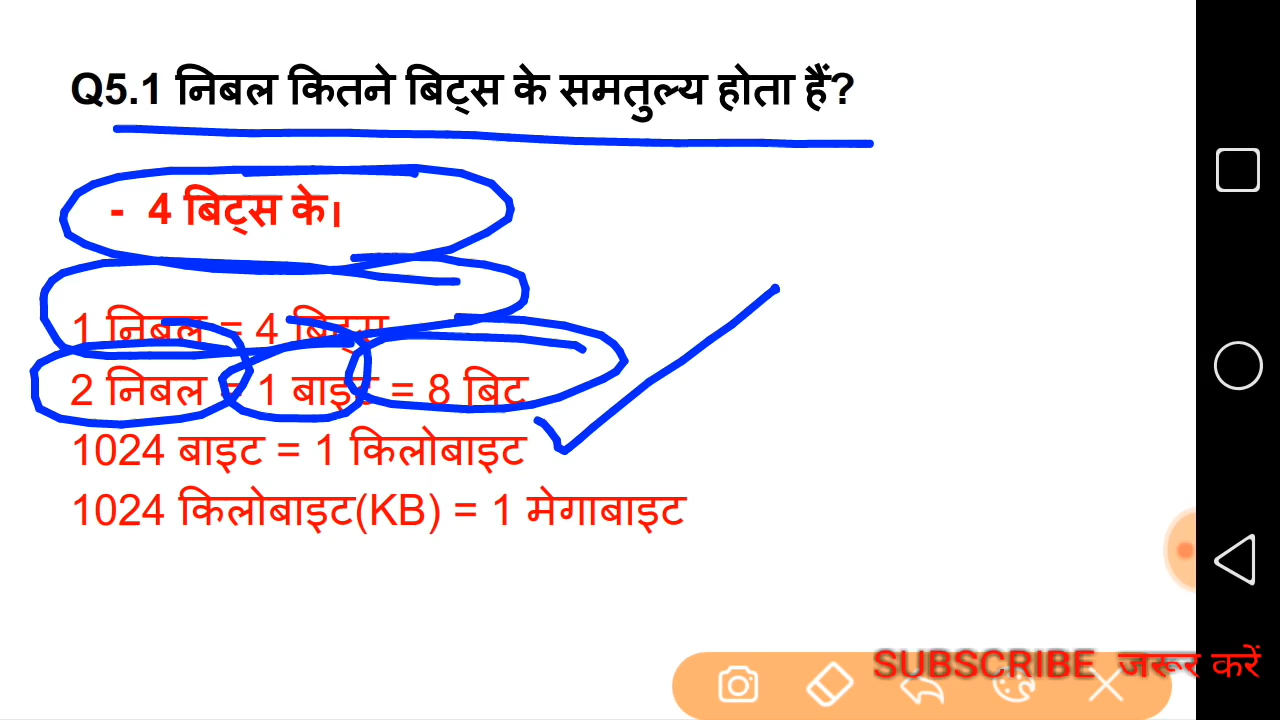 Q5.1 निबल कितने बिट्स के समतुल्य होता हैं?
- 4 बिट्स के।
1 निबल = 4 बिट्स
2 निबल = 1 बाइट = 8 बिट
1024 बाइट = 1 किलोबाइट
1024 किलोबाइट(KB) = 1 मेगाबाइट
SUBSCRIBE जरूर करें